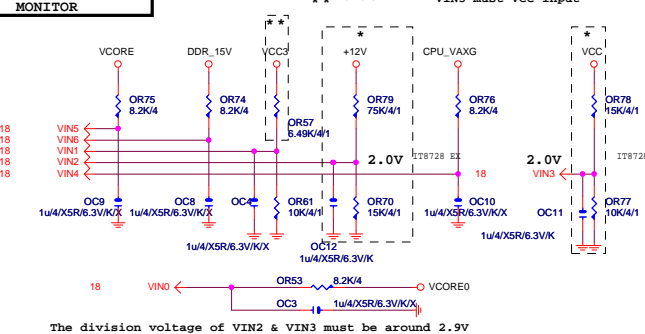 MONITOR
VIN3 must VCC input
**
*
*
VCORE
DDR_15V
VCC3
+12V
CPU_VAXG
VCC
OR75
8.2K/4
OR74
8.2K/4
OR57
6.49K/4/1
OR79
75K/4/1
OR76
8.2K/4
OR78
15K/4/1
18 VIN5
18 VIN6
18 VIN1
18 VIN2
18 VIN4
2.0V
IT8728 EX
18
2.0V
VIN3
IT872
OC9
1u/4/X5R/6.3V/K/X
OC8
1u/4/X5R/6.3V/K/X
OC4
1u/4/X5R/6.3V/K/X
OR61
10K/4/1
OC12
1u/4/X5R/6.3V/K
OR70
15K/4/1
OC10
1u/4/X5R/6.3V/K/X
OC11
1u/4/X5R/6.3V/K
OR77
10K/4/1
18 VIN0
OR53
8.2K/4
VCORE0
OC3
1u/4/X5R/6.3V/K/X
The division voltage of VIN2 & VIN3 must be around 2.9V